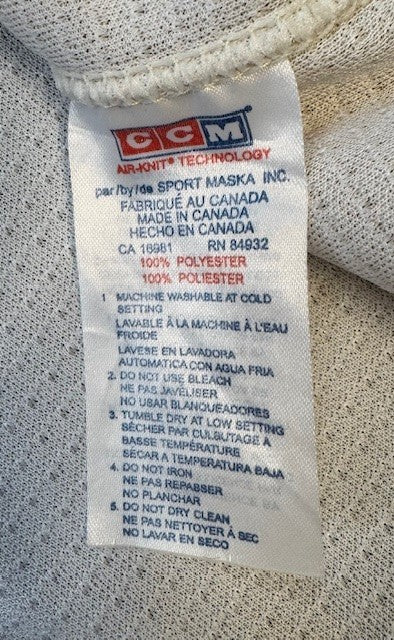 CCM
AIR-KNIT® TECHNOLOGY
par/by/de SPORT MASKA INC.
FABRIQUÉ AU CANADA
MADE IN CANADA
HECHO EN CANADA
CA 16981 RN 84932
100% POLYESTER
100% POLIESTER
1 MACHINE WASHABLE AT COLD
SETTING
LAVABLE À LA MACHINE À L'EAU
FROIDE
LAVESE EN LAVADORA
AUTOMATICA CON AGUA FRIA
2. DO NOT USE BLEACH
NE PAS JAVELISER
NO USAR BLANQUEADORES
3. TUMBLE DRY AT LOW SETTING
SÉCHER PAR CULBUTAGE À
BASSE TEMPÉRATURE
SECAR A TEMPERATURA BAJA
4. DO NOT IRON
NE PAS REPASSER
NO PLANCHAR
5. DO NOT DRY CLEAN
NE PAS NETTOYER À SEC
NO LAVAR EN SECO